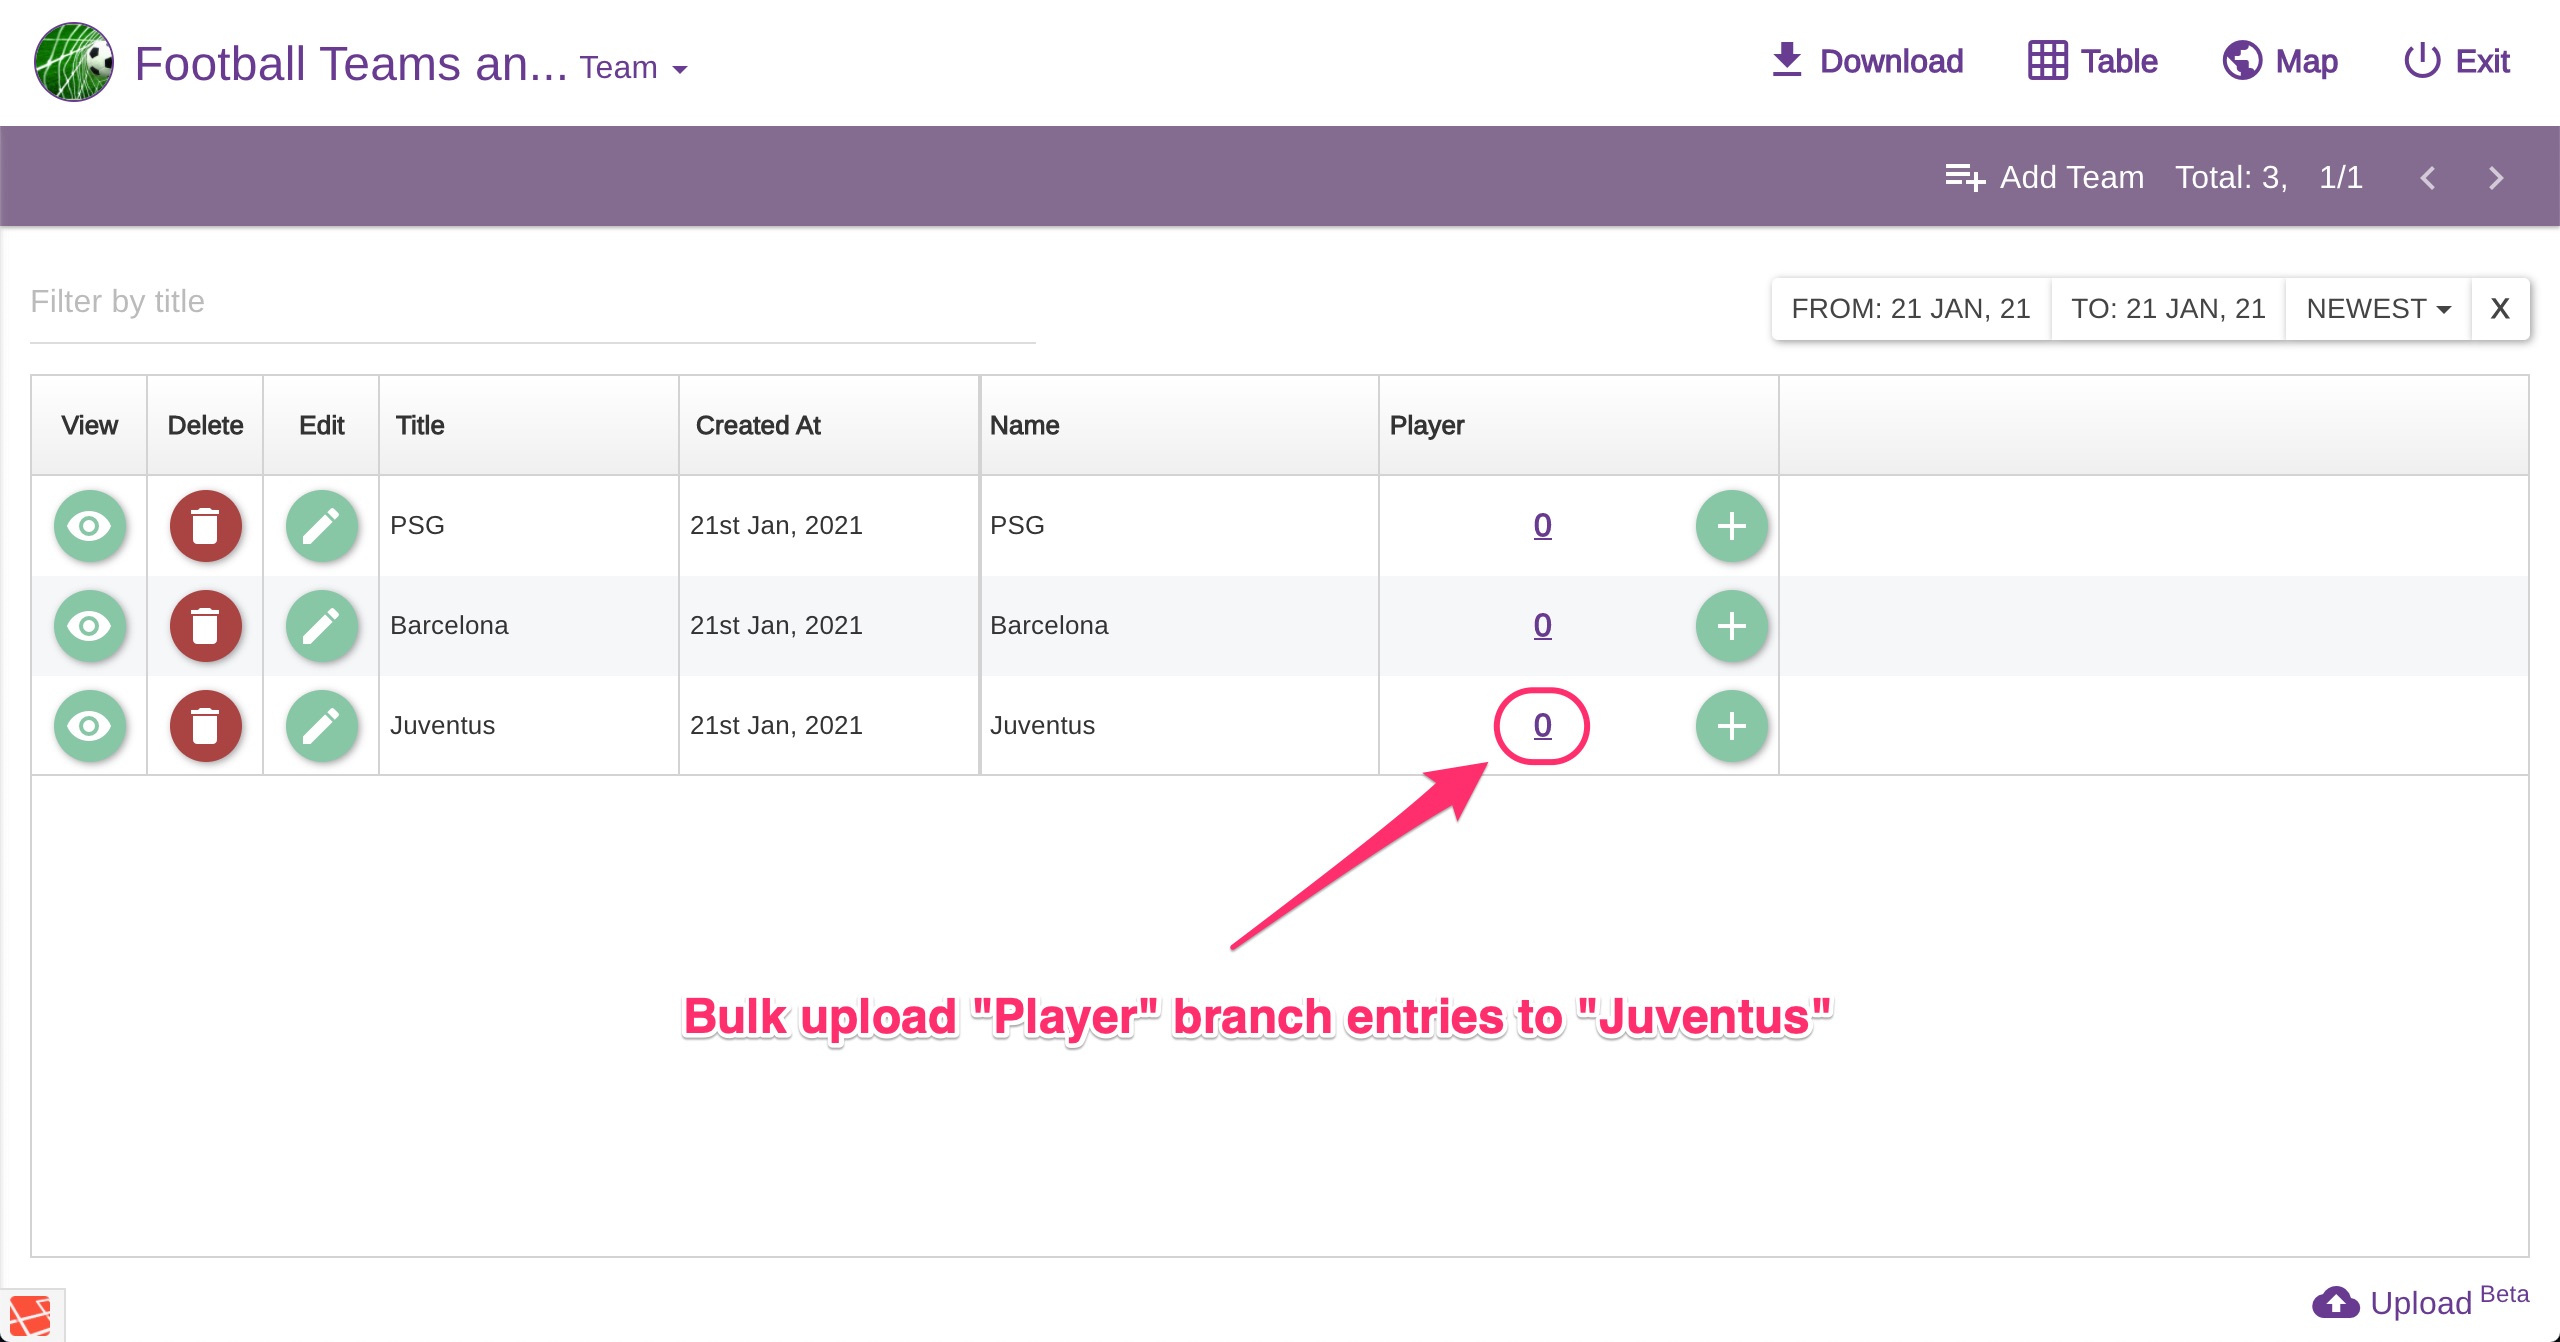 Football Teams an... Team
Download Table Map Exit
Add Team Total: 3, 1/1
Filter by title
FROM: 21 JAN, 21 TO: 21 JAN, 21 NEWEST X
View Delete Edit Title Created At Name Player
PSG 21st Jan, 2021 PSG 0
Barcelona 21st Jan, 2021 Barcelona 0
Juventus 21st Jan, 2021 Juventus 0
Bulk upload "Player" branch entries to "Juventus"
Upload Beta